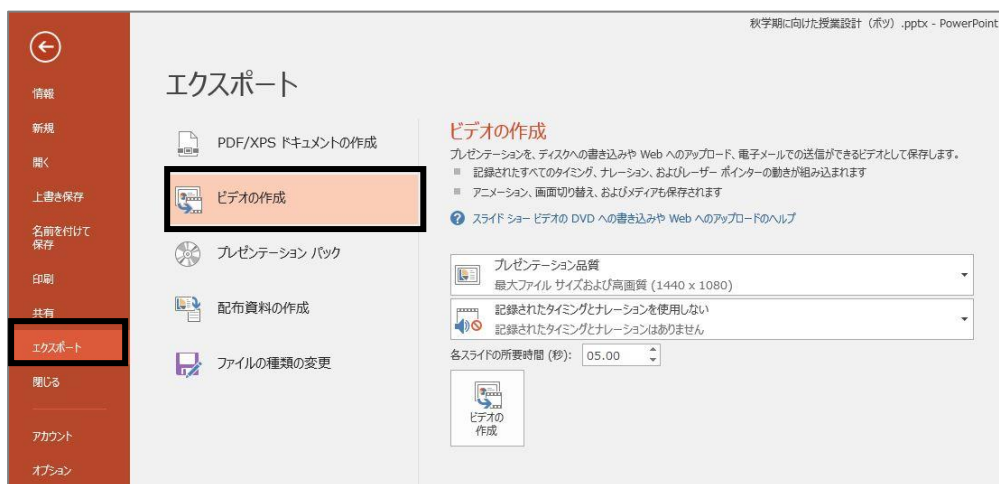 秋学期に向けた授業設計（ボツ）.pptx - PowerPoint
情報
新規
開く
上書き保存
名前を付けて
保存
印刷
共有
エクスポート
閉じる
アカウント
オプション
エクスポート
PDF/XPS ドキュメントの作成
ビデオの作成
プレゼンテーション パック
配布資料の作成
ファイルの種類の変更
ビデオの作成
プレゼンテーションを、ディスクへの書き込みや Web へのアップロード、電子メールでの送信ができるビデオとして保存します。
記録されたすべてのタイミング、ナレーション、およびレーザー ポインターの動きが組み込まれます
アニメーション、画面切り替え、およびメディアも保存されます
スライド ショー ビデオの DVD への書き込みや Web へのアップロードのヘルプ
プレゼンテーション品質
最大ファイル サイズおよび高画質 (1440 x 1080)
記録されたタイミングとナレーションを使用しない
記録されたタイミングとナレーションはありません
各スライドの所要時間 (秒): 05.00
ビデオの
作成